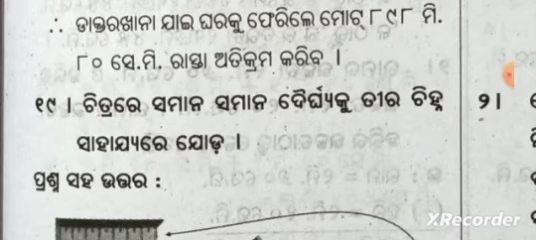 ∴ ଡାକ୍ତରଖାନା ଯାଇ ଘରକୁ ଫେରିଲେ ମୋଟ୍ ୮୯୮ ମି.
୮୦ ସେ.ମି. ରାସ୍ତା ଅତିକ୍ରମ କରିବ ।
୧୯ । ଚିତ୍ରରେ ସମାନ ସମାନ ଦୈର୍ଘ୍ୟକୁ ତୀର ଚିହ୍ନ
ସାହାଯ୍ୟରେ ଯୋଡ଼ ।
ପ୍ରଶ୍ନ ସହ ଉତ୍ତର :
୨ ।
XRecorder